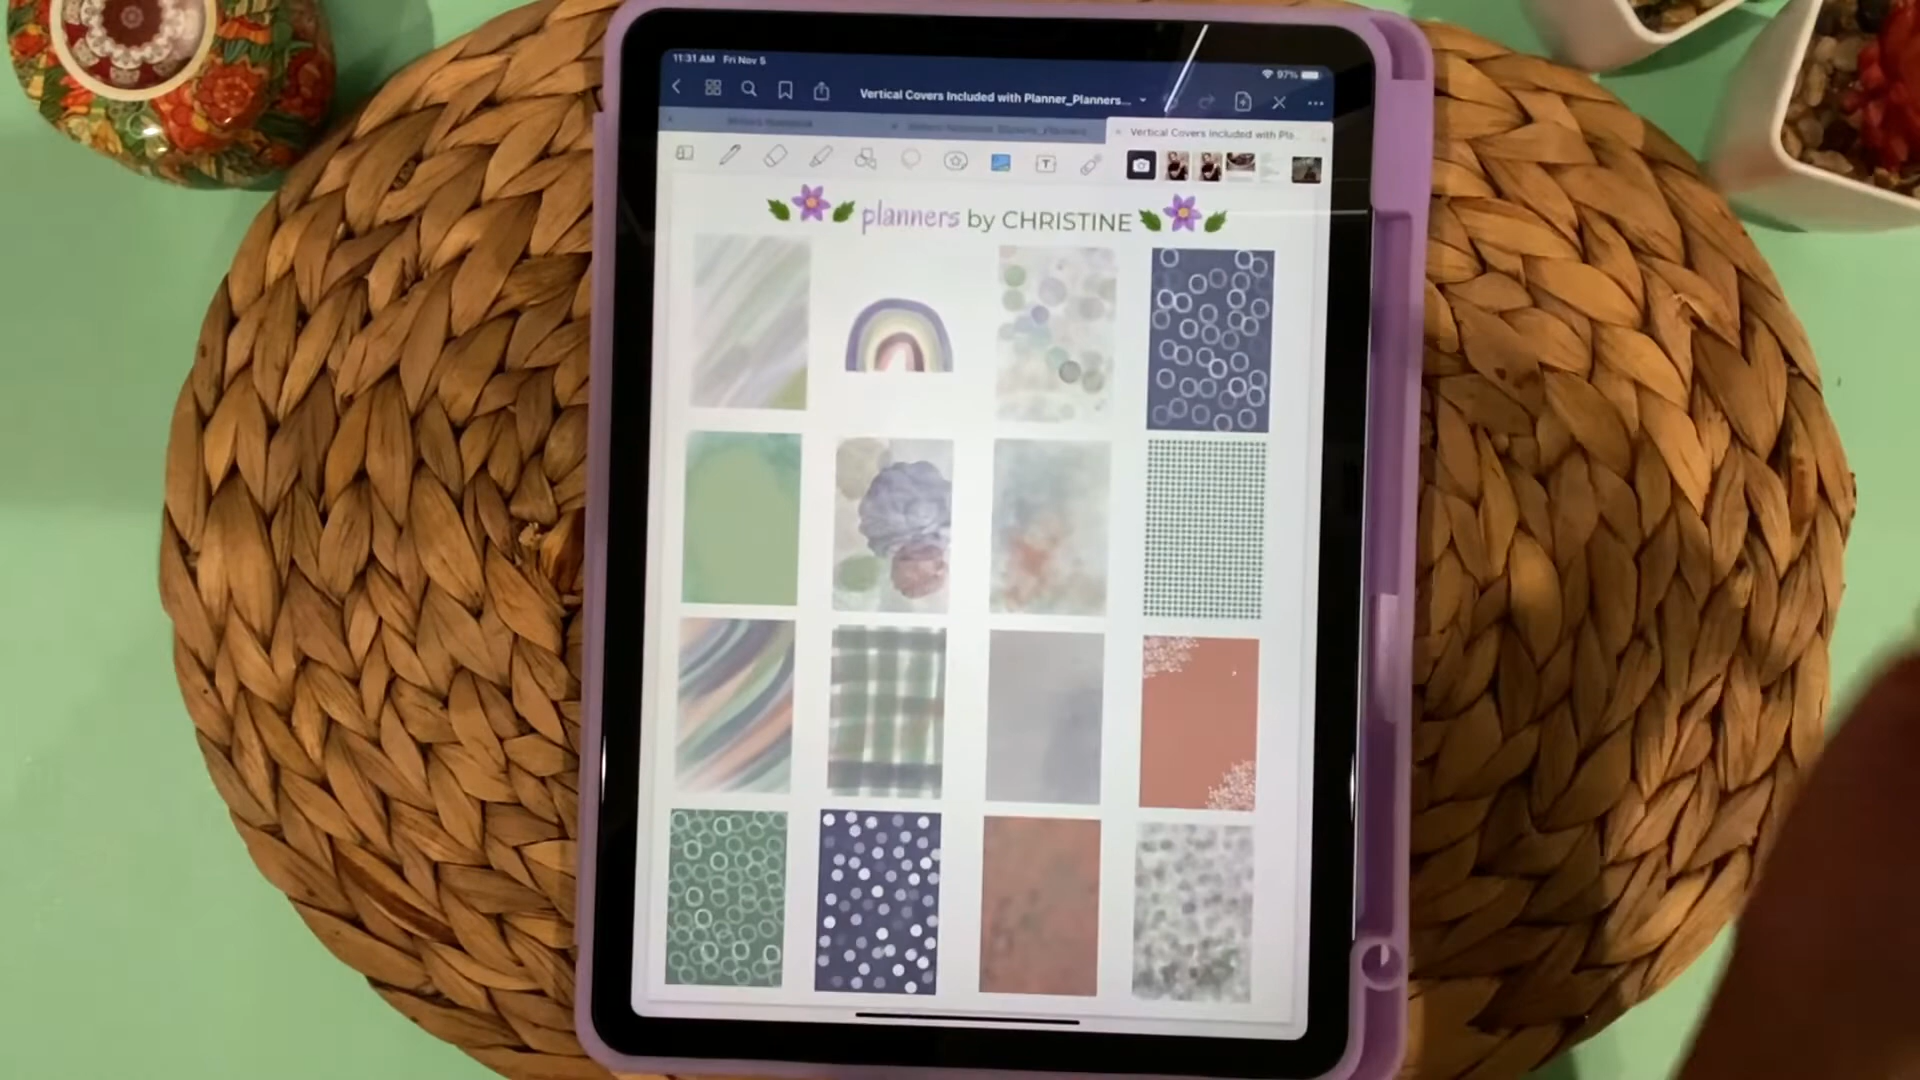 11:31 AM Fri Nov 5
97%
Vertical Covers Included with Planner_Planners...
Vertical Covers Included with Pla...
T
planners by CHRISTINE